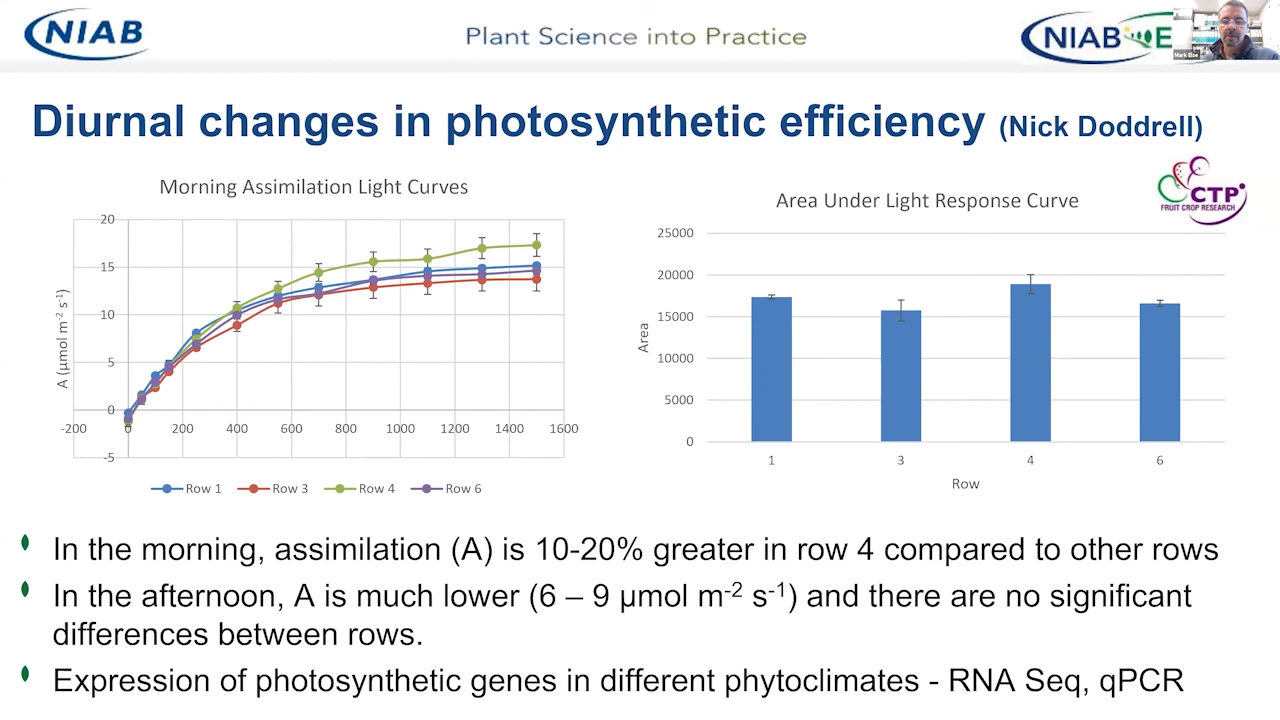 NIAB
Plant Science into Practice
NIAB E
Mark Else
Diurnal changes in photosynthetic efficiency (Nick Doddrell)
CTP
FRUIT CROP RESEARCH
Morning Assimilation Light Curves
20
15
10
5
0
-5
A (µmol m⁻² s⁻¹)
-200 0 200 400 600 800 1000 1200 1400 1600
Row 1 Row 3 Row 4 Row 6
Area Under Light Response Curve
25000
20000
15000
10000
5000
0
Area
1 3 4 6
Row
In the morning, assimilation (A) is 10-20% greater in row 4 compared to other rows
In the afternoon, A is much lower (6 – 9 µmol m⁻² s⁻¹) and there are no significant
differences between rows.
Expression of photosynthetic genes in different phytoclimates - RNA Seq, qPCR